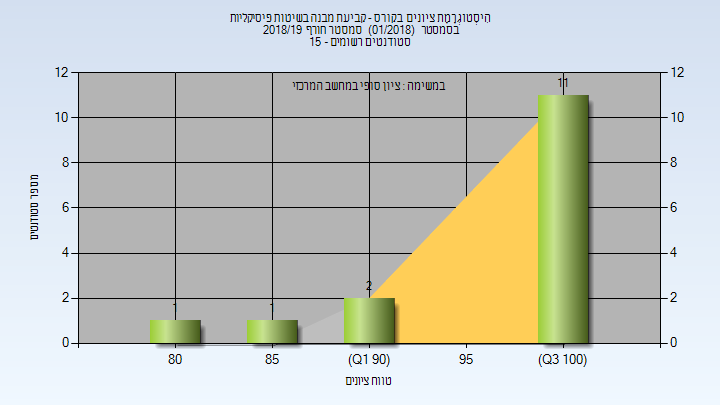 היסטוגרמת ציונים בקורס - קביעת מבנה בשיטות פיסיקליות
בסמסטר (01/2018) סמסטר חורף 2018/19
סטודנטים רשומים - 15
במשימה : ציון סופי במחשב המרכזי
12 12
11
10 10
8 8
6 6
4 4
2 2
2
1 1
0 0
80 85 (Q1 90) 95 (Q3 100)
מספר סטודנטים
טווח ציונים